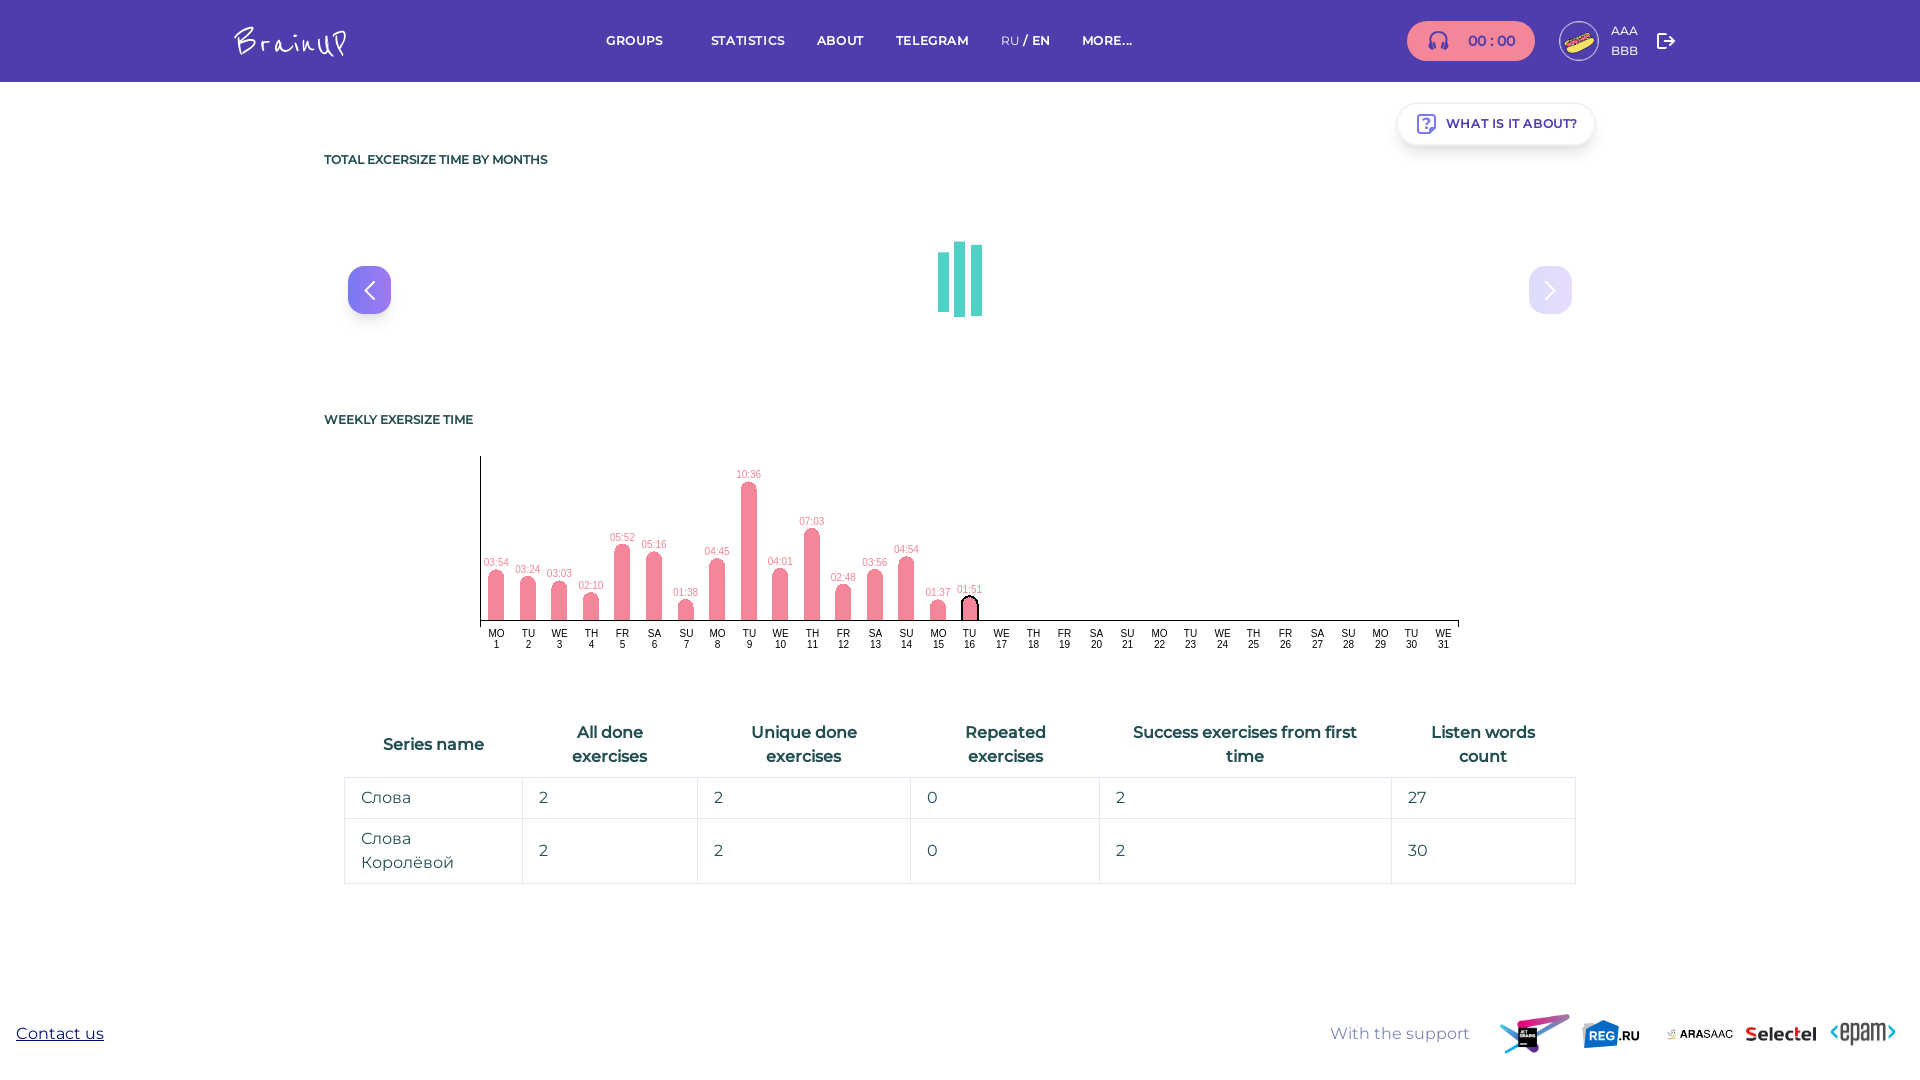 BrainUP
GROUPS
STATISTICS
ABOUT
TELEGRAM
RU / EN
MORE...
00 : 00
AAA
BBB
WHAT IS IT ABOUT?
TOTAL EXCERSIZE TIME BY MONTHS
WEEKLY EXERSIZE TIME
03:54 03:24 03:03 02:10 05:52 05:16 01:38 04:45 10:36 04:01 07:03 02:48 03:56 04:54 01:37 01:51
MO TU WE TH FR SA SU MO TU WE TH FR SA SU MO TU WE TH FR SA SU MO TU WE TH FR SA SU MO TU WE
1 2 3 4 5 6 7 8 9 10 11 12 13 14 15 16 17 18 19 20 21 22 23 24 25 26 27 28 29 30 31
Series name
All done
exercises
Unique done
exercises
Repeated
exercises
Success exercises from first
time
Listen words
count
Слова 2 2 0 2 27
Слова
Королёвой 2 2 0 2 30
Contact us
With the support
JET
BRAINS
REG.RU
ARASAAC
Selectel
<epam>